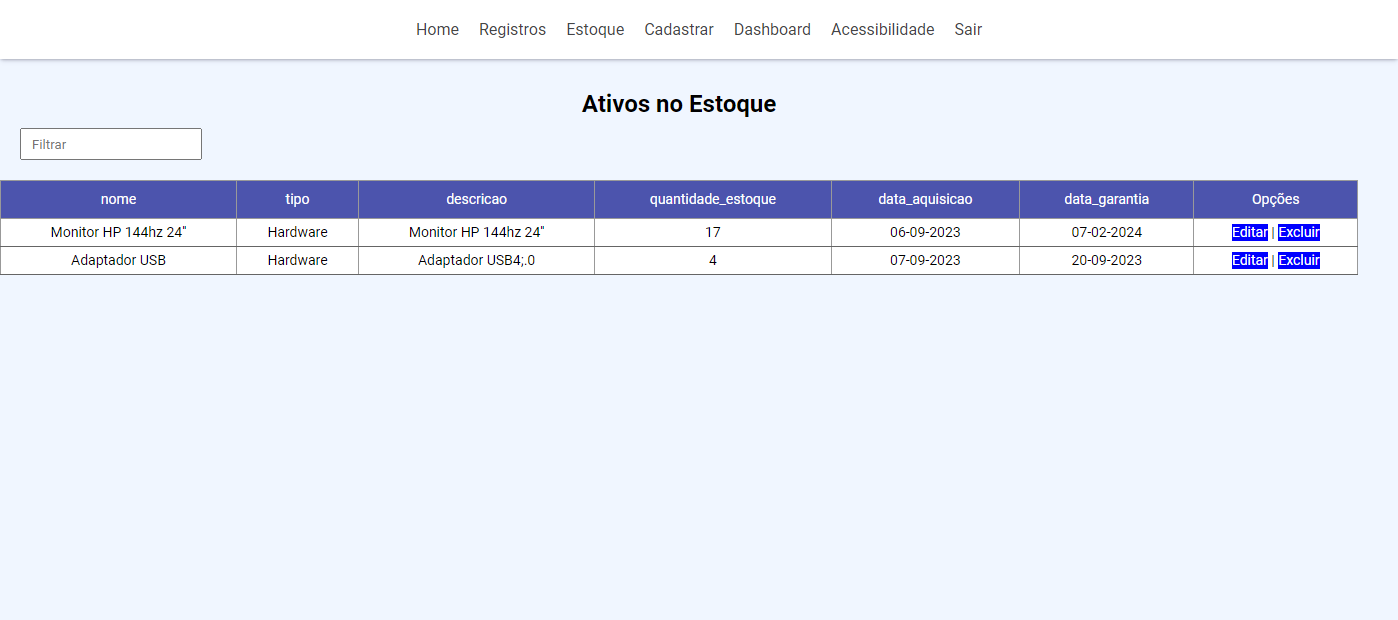 Home Registros Estoque Cadastrar Dashboard Acessibilidade Sair
Ativos no Estoque
Filtrar
nome tipo descricao quantidade_estoque data_aquisicao data_garantia Opções
Monitor HP 144hz 24" Hardware Monitor HP 144hz 24" 17 06-09-2023 07-02-2024 Editar | Excluir
Adaptador USB Hardware Adaptador USB4;.0 4 07-09-2023 20-09-2023 Editar | Excluir